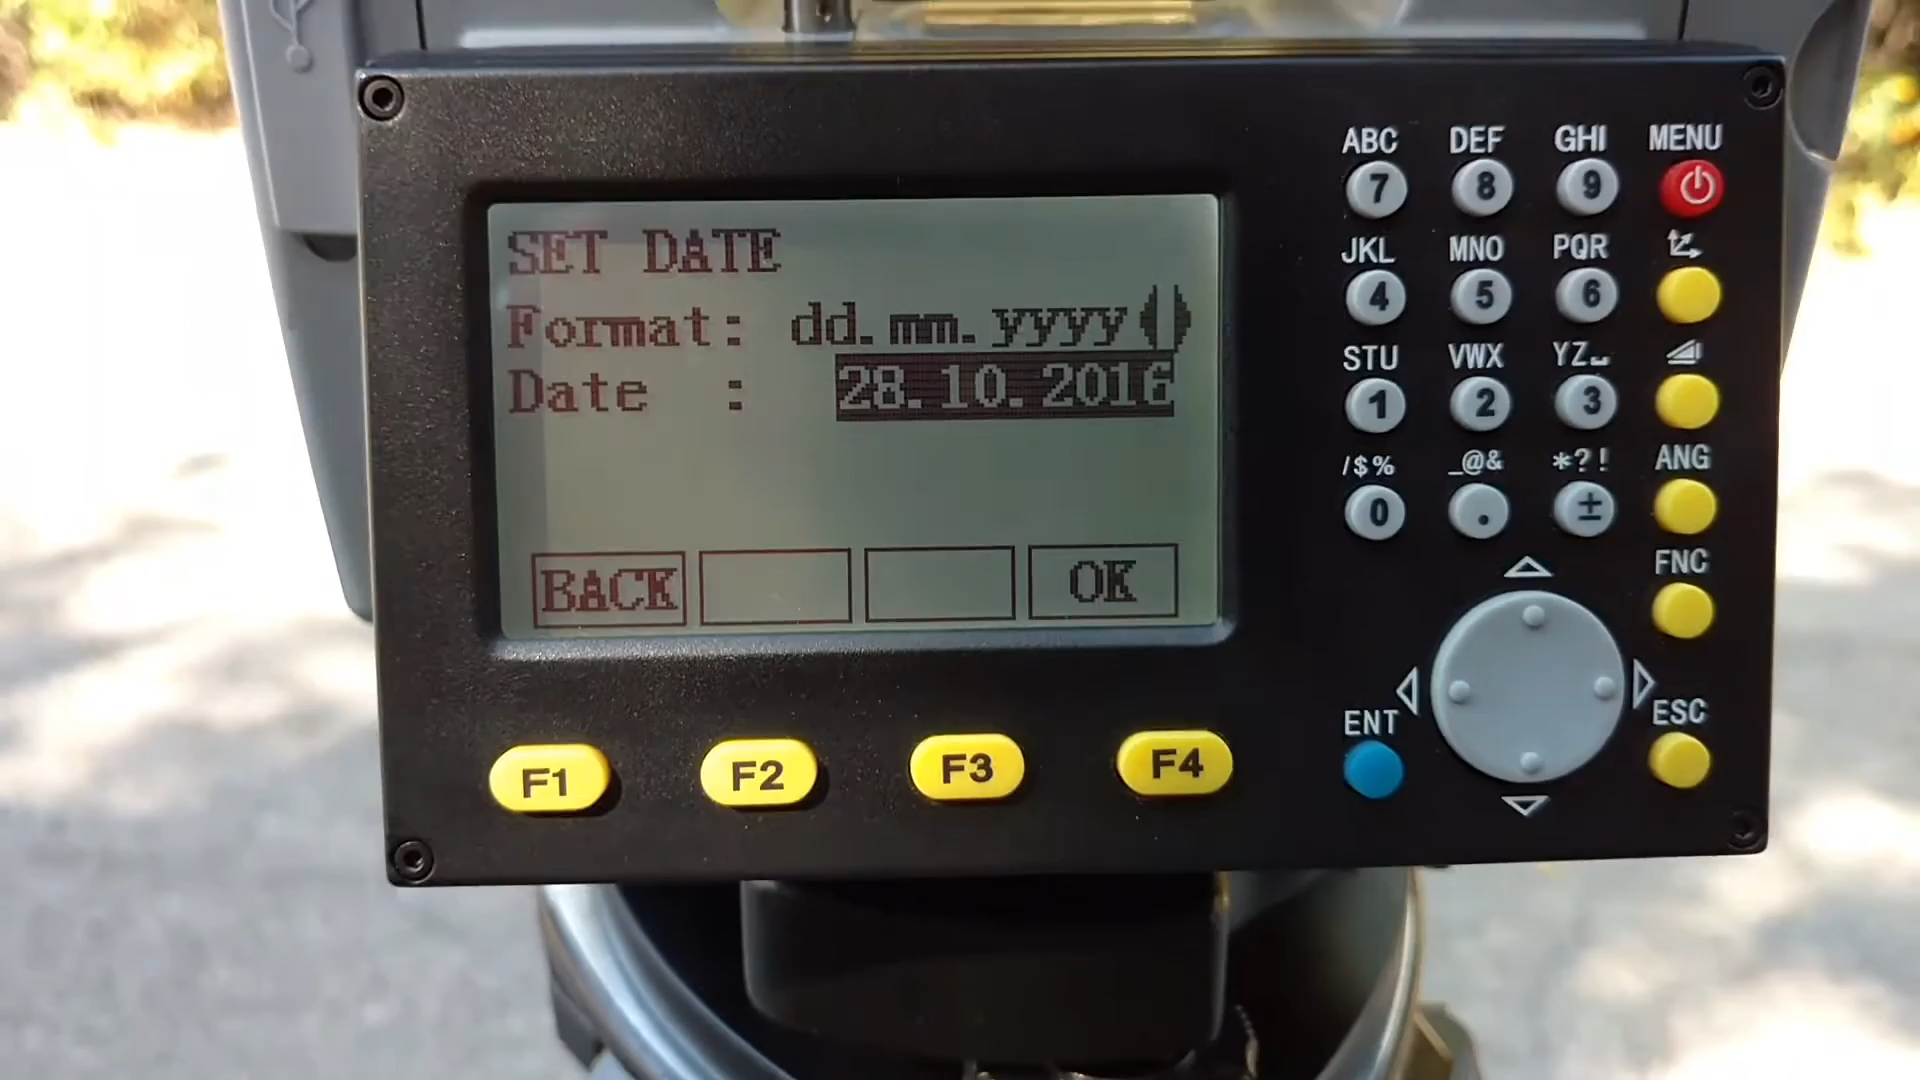 SET DATE
Format: dd.mm.yyyy
Date : 28.10.2016
BACK OK
F1 F2 F3 F4
ABC DEF GHI MENU
7 8 9
JKL MNO PQR
4 5 6
STU VWX YZ␣
1 2 3
/$% _@& *?! ANG
0 . ±
FNC
ENT ESC